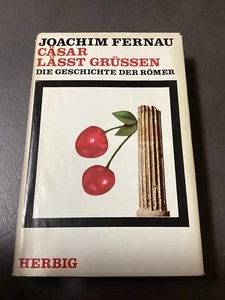 JOACHIM FERNAU
CÄSAR
LÄSST GRÜSSEN
DIE GESCHICHTE DER RÖMER
HERBIG